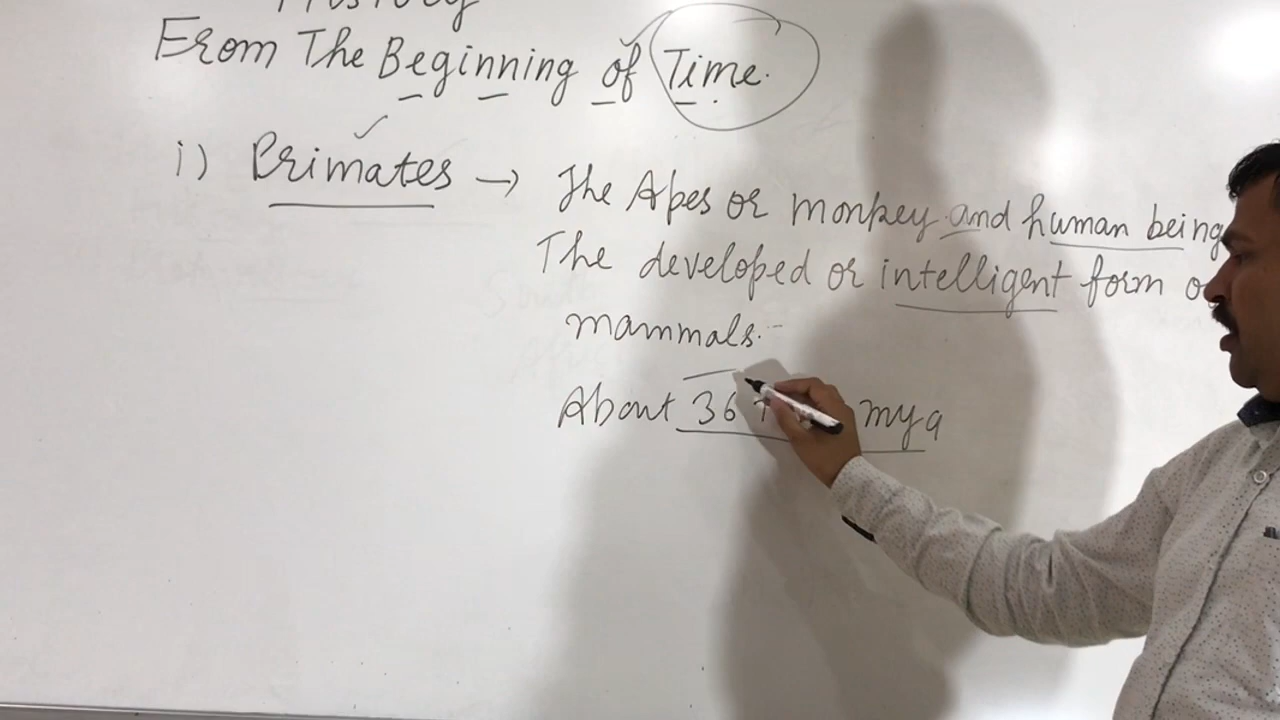 History
From The Beginning of Time.
i) Primates → The Apes or monkey and human being
The developed or intelligent form
mammals.
About 36 mya